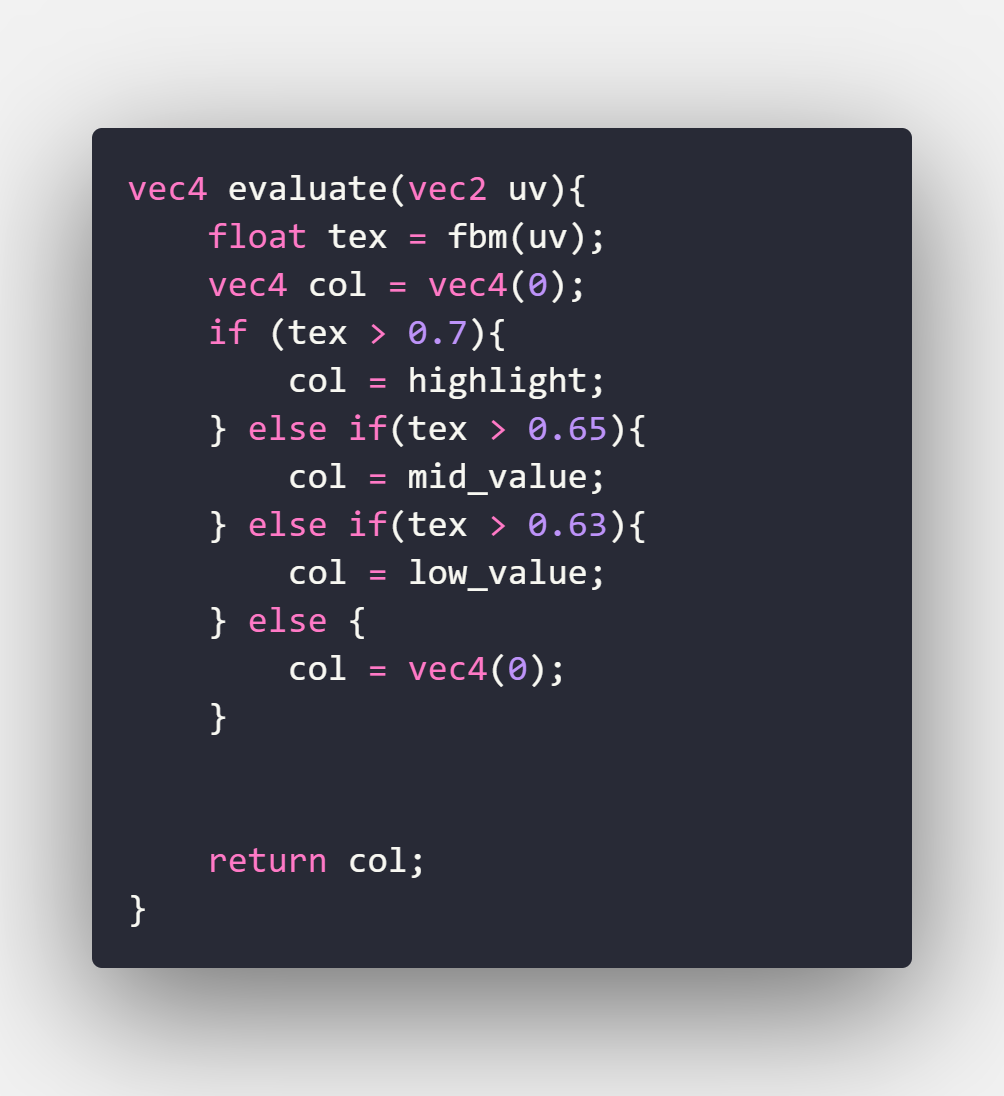 vec4 evaluate(vec2 uv){
    float tex = fbm(uv);
    vec4 col = vec4(0);
    if (tex > 0.7){
        col = highlight;
    } else if(tex > 0.65){
        col = mid_value;
    } else if(tex > 0.63){
        col = low_value;
    } else {
        col = vec4(0);
    }
    return col;
}